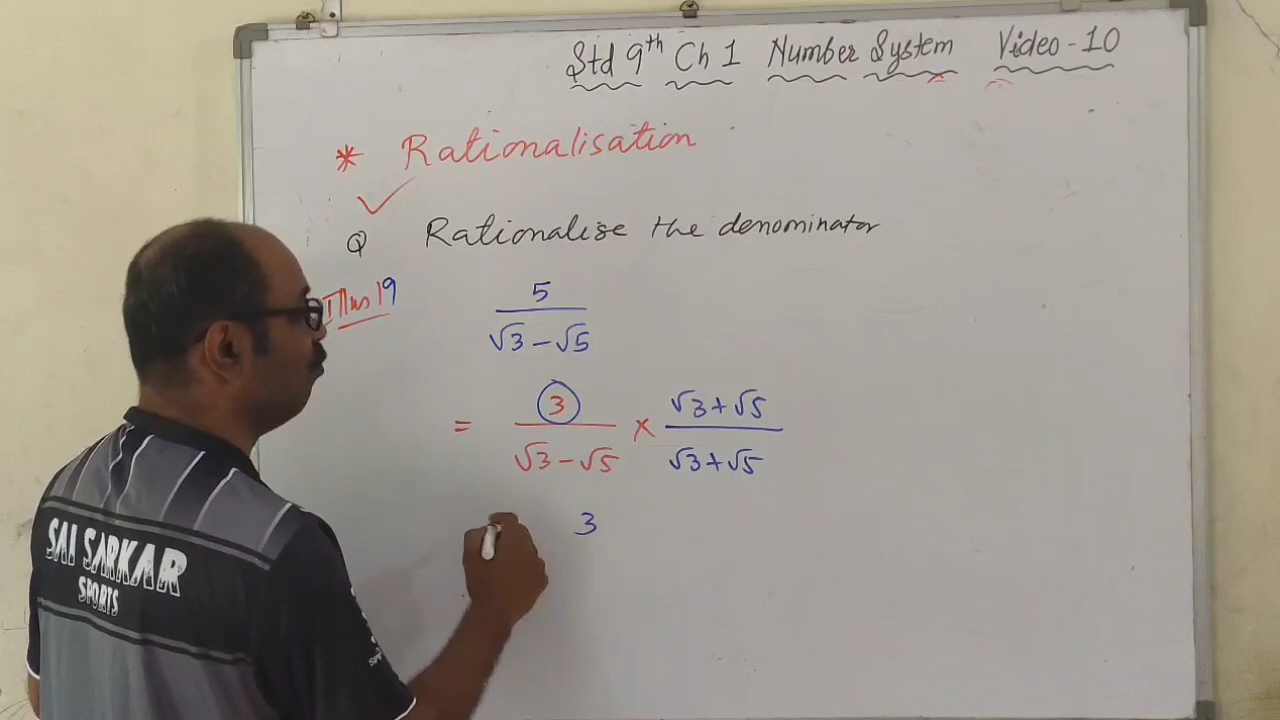 Std 9th Ch 1 Number System Video-10
* Rationalisation
Q Rationalise the denominator
Illus 19
5
√3 - √5
= 3 × √3 + √5
√3 - √5 √3 + √5
3
SAI SARKAR
SPORTS